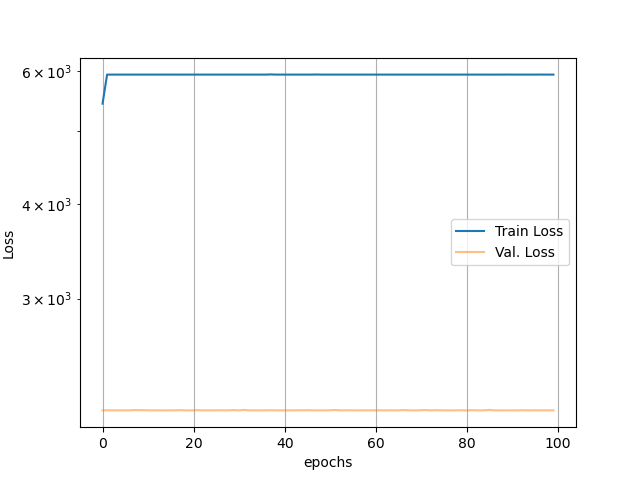 6 × 10³
4 × 10³
3 × 10³
Loss
Train Loss
Val. Loss
0 20 40 60 80 100
epochs